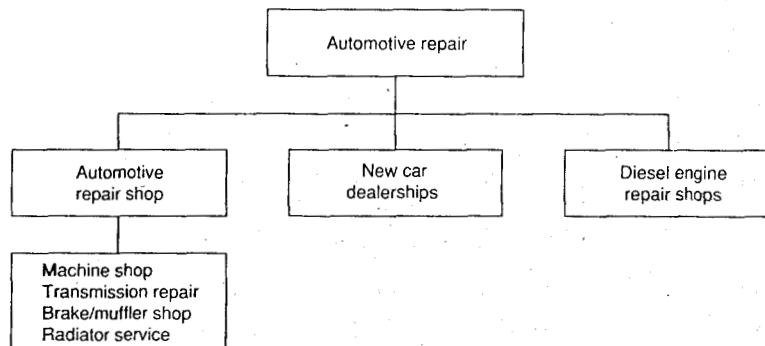 Automotive repair
Automotive
repair shop
New car
dealerships
Diesel engine
repair shops
Machine shop
Transmission repair
Brake/muffler shop
Radiator service